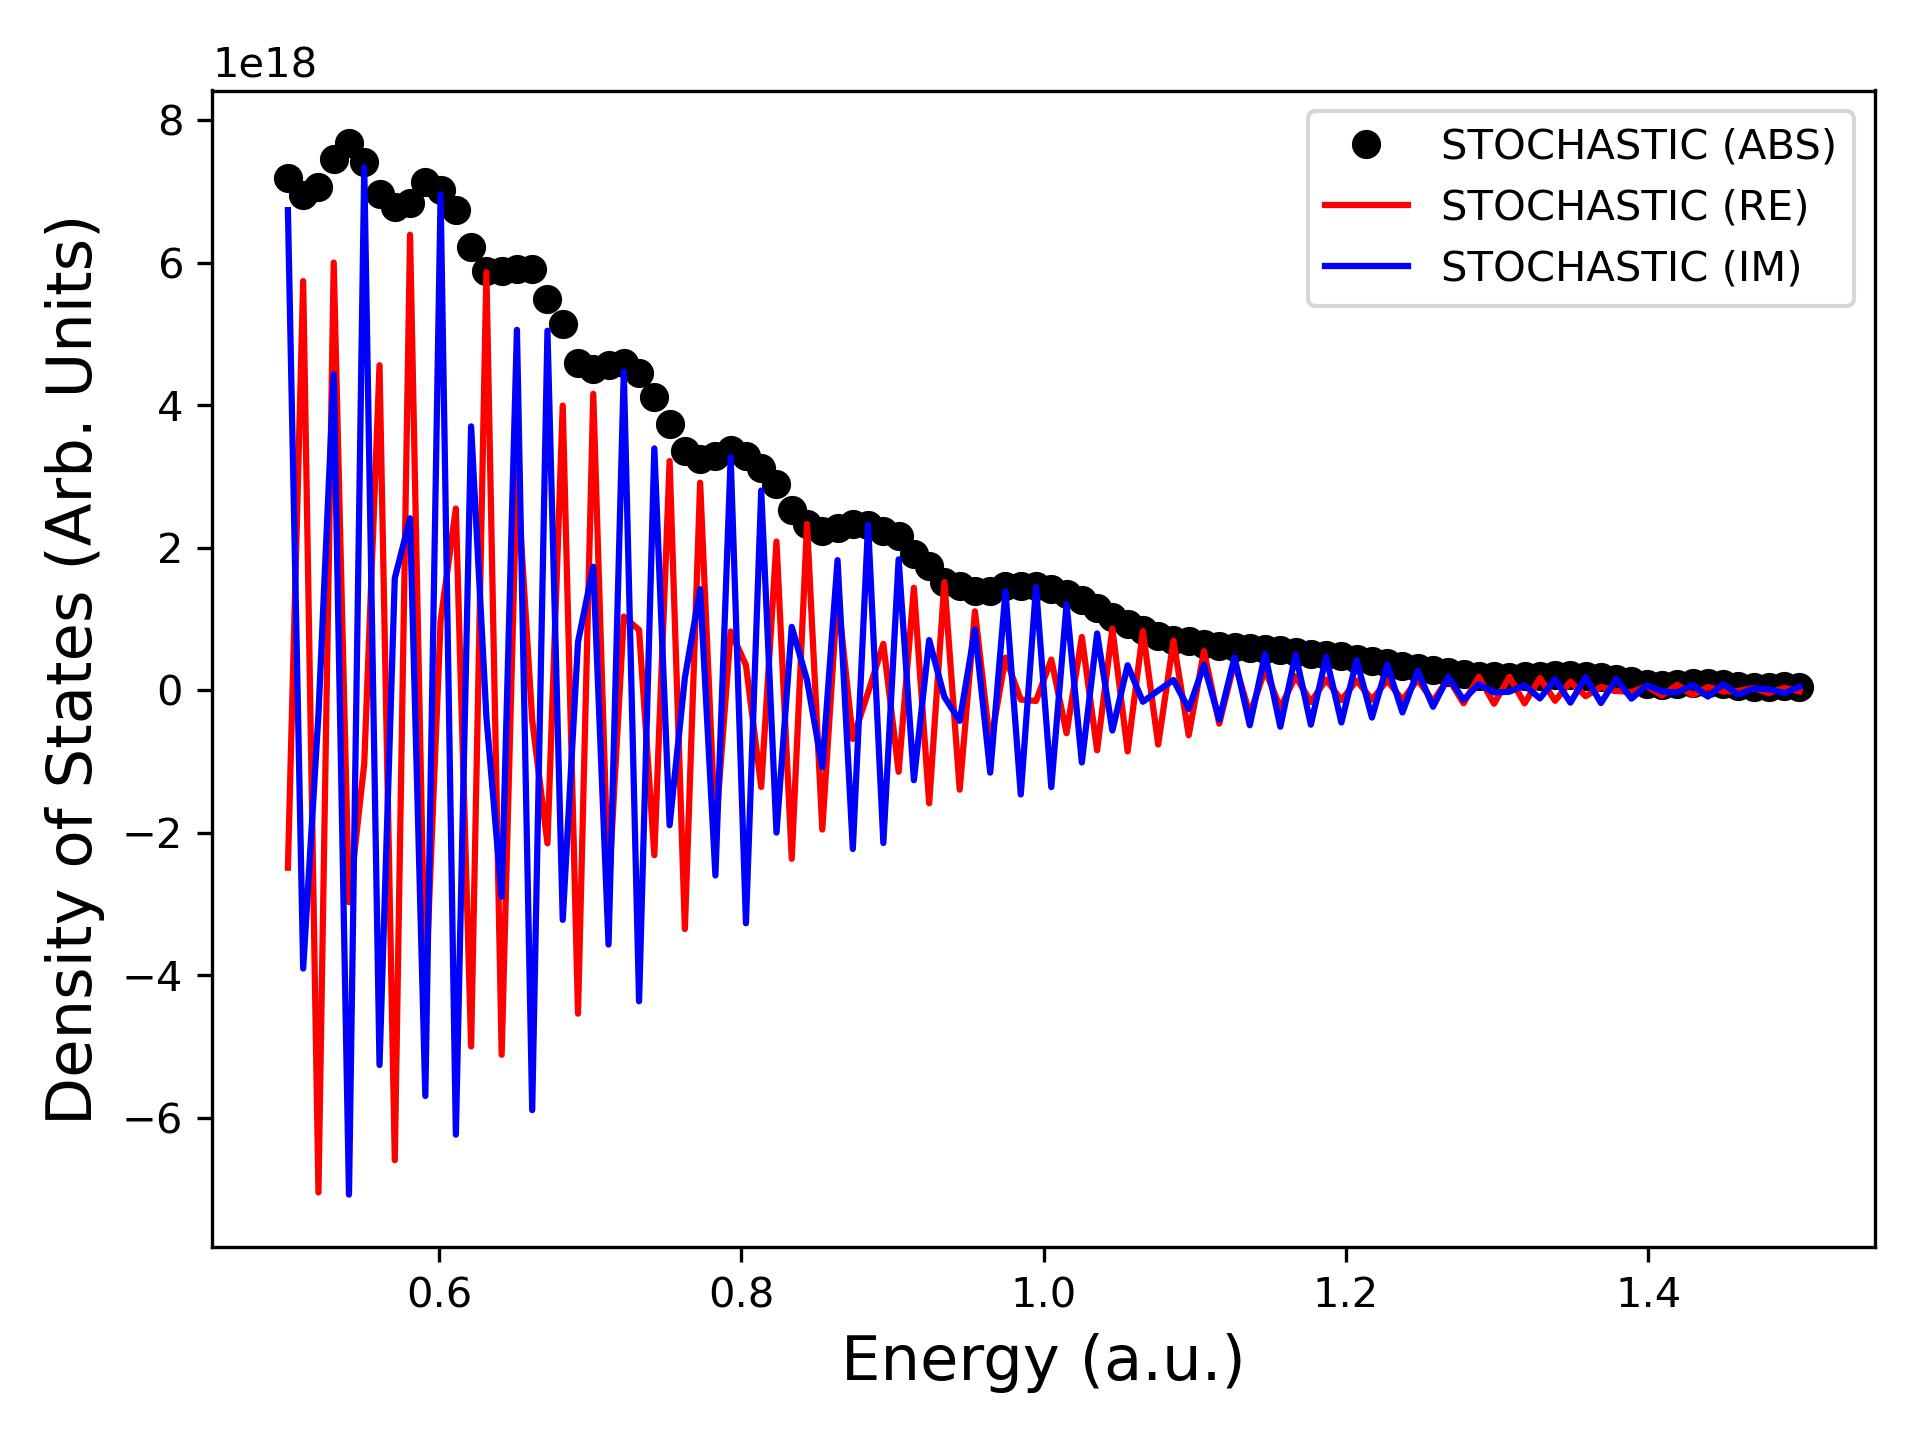 1e18
8
6
4
2
0
−2
−4
−6
Density of States (Arb. Units)
STOCHASTIC (ABS)
STOCHASTIC (RE)
STOCHASTIC (IM)
0.6 0.8 1.0 1.2 1.4
Energy (a.u.)